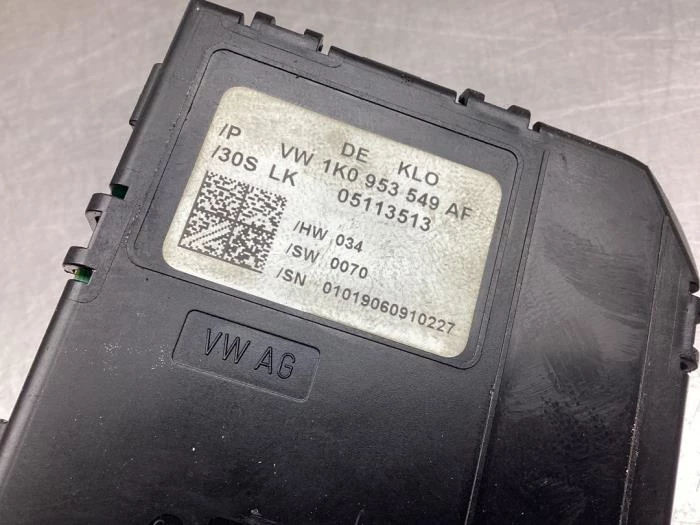 DE KLO
/P VW 1K0 953 549 AF
/30S LK 05113513
/HW 034
/SW 0070
/SN 01019060910227
VW AG